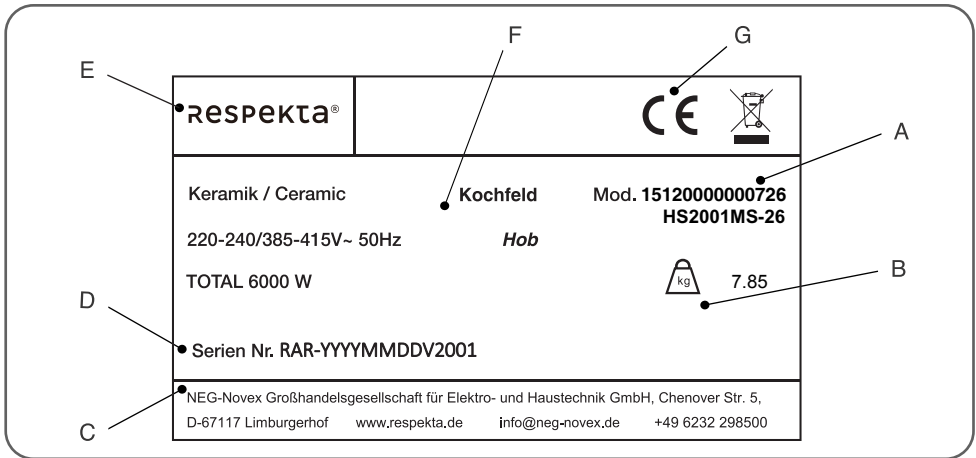 F
G
E
Respekta®
CE
A
Keramik / Ceramic Kochfeld Mod. 15120000000726
HS2001MS-26
220-240/385-415V~ 50Hz Hob
TOTAL 6000 W kg 7.85
B
D
Serien Nr. RAR-YYYYMMDDV2001
C
NEG-Novex Großhandelsgesellschaft für Elektro- und Haustechnik GmbH, Chenover Str. 5,
D-67117 Limburgerhof www.respekta.de info@neg-novex.de +49 6232 298500